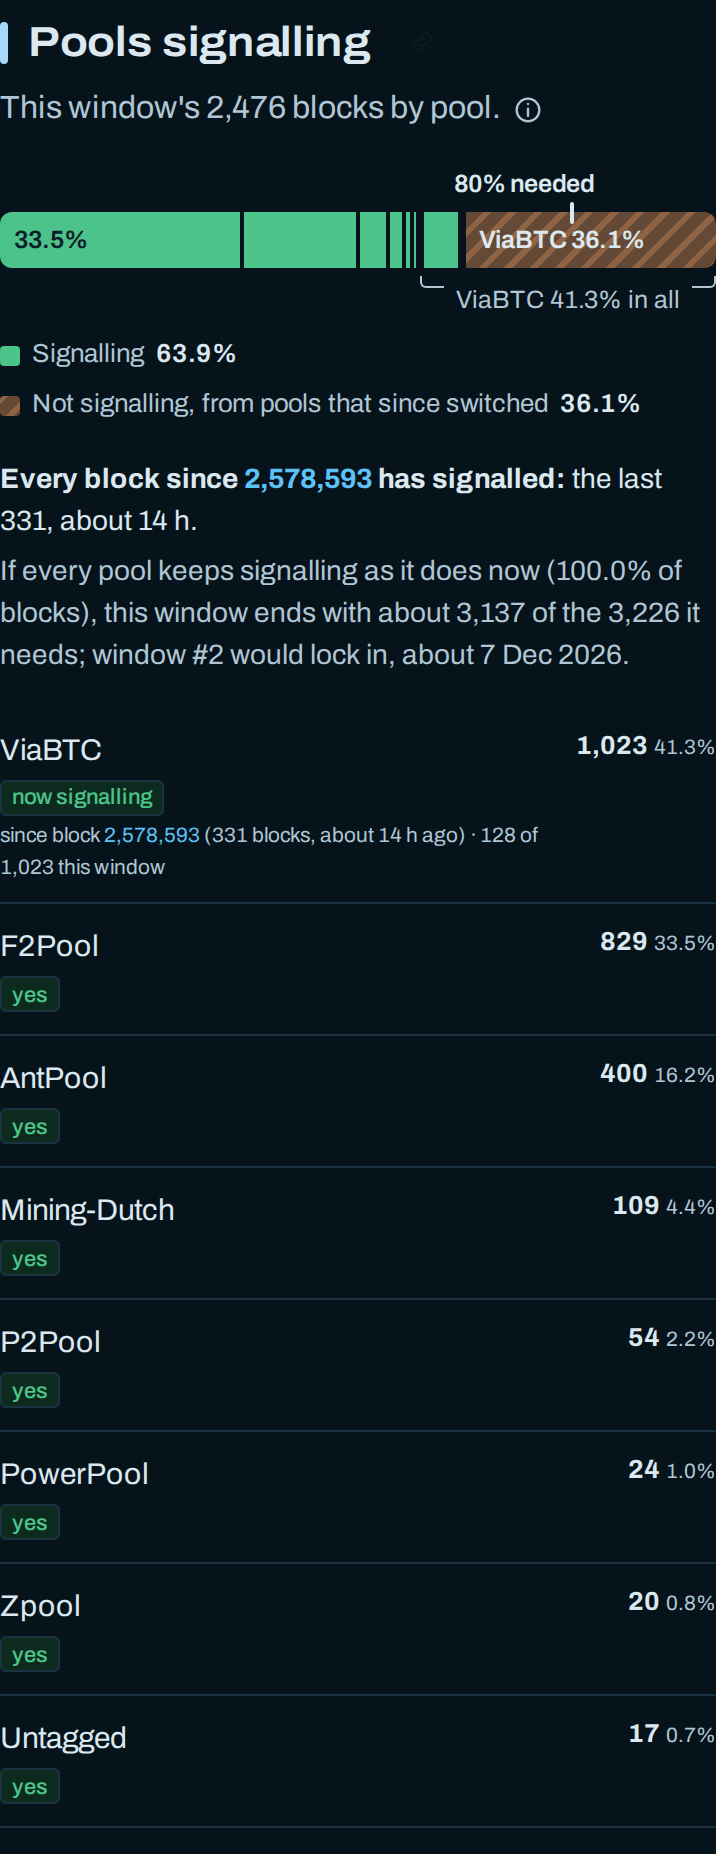 Pools signalling
This window's 2,476 blocks by pool.
80% needed
33.5%
ViaBTC 36.1%
ViaBTC 41.3% in all
Signalling 63.9%
Not signalling, from pools that since switched 36.1%
Every block since 2,578,593 has signalled: the last
331, about 14 h.
If every pool keeps signalling as it does now (100.0% of
blocks), this window ends with about 3,137 of the 3,226 it
needs; window #2 would lock in, about 7 Dec 2026.
ViaBTC 1,023 41.3%
now signalling
since block 2,578,593 (331 blocks, about 14 h ago) · 128 of
1,023 this window
F2Pool 829 33.5%
yes
AntPool 400 16.2%
yes
Mining-Dutch 109 4.4%
yes
P2Pool 54 2.2%
yes
PowerPool 24 1.0%
yes
Zpool 20 0.8%
yes
Untagged 17 0.7%
yes